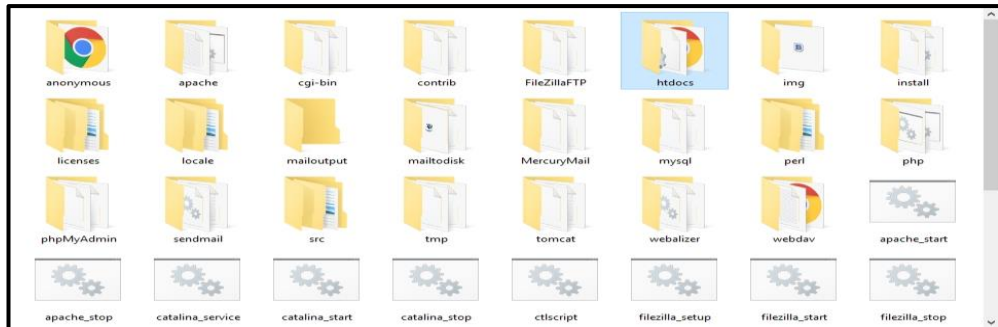 anonymous apache cgi-bin contrib FileZillaFTP htdocs img install
licenses locale mailoutput mailtodisk MercuryMail mysql perl php
phpMyAdmin sendmail src tmp tomcat webalizer webdav apache_start
apache_stop catalina_service catalina_start catalina_stop ctlscript filezilla_setup filezilla_start filezilla_stop